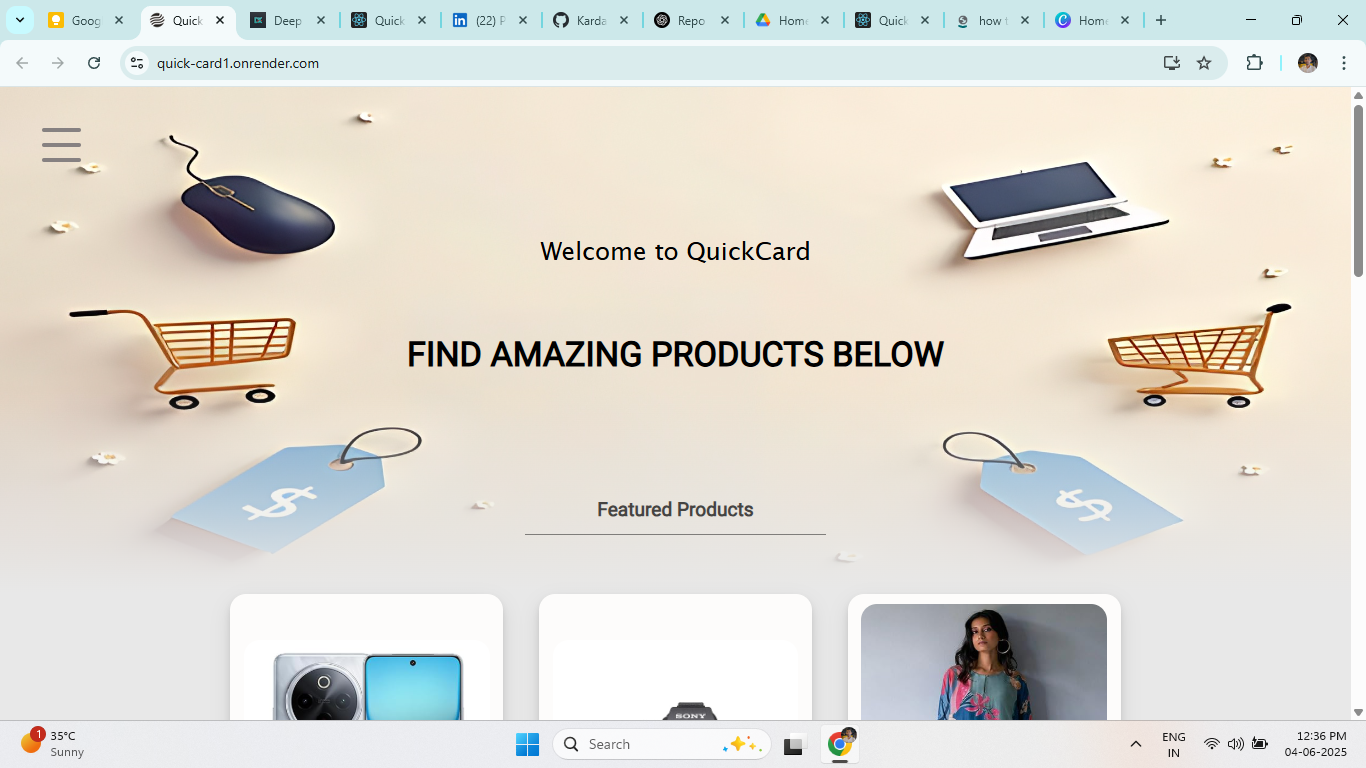 Goog
Quick
Deep
Quick
(22) P
Karda
Repo
Home
Quick
how t
Home
quick-card1.onrender.com
Welcome to QuickCard
FIND AMAZING PRODUCTS BELOW
$
$
Featured Products
SONY
1
35°C
Sunny
Search
ENG
IN
12:36 PM
04-06-2025